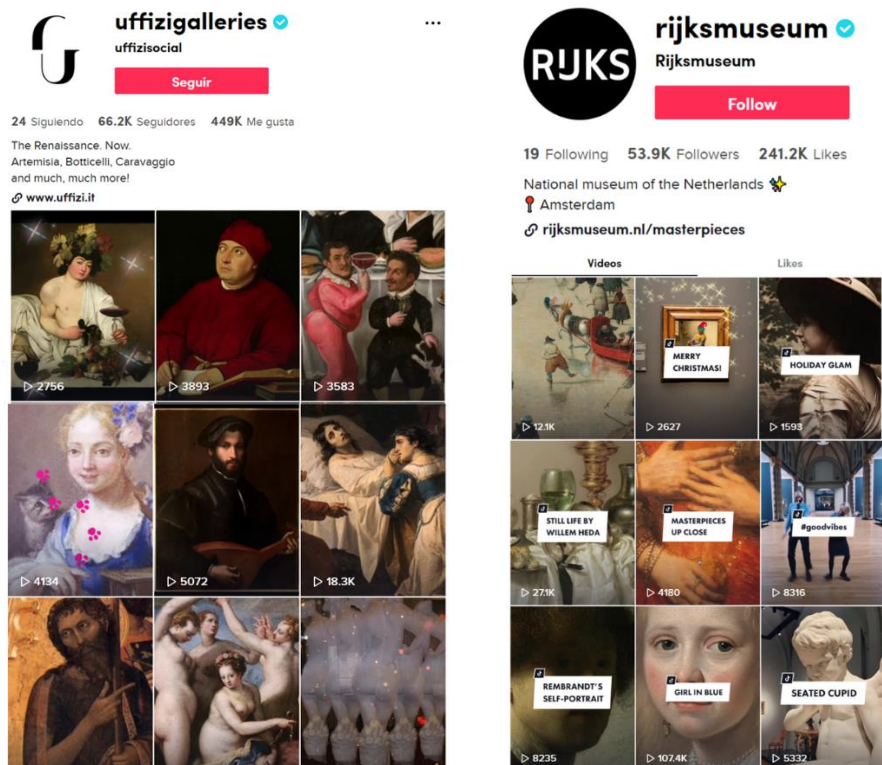 uffizigalleries
...
uffizisocial
Seguir
24 Siguiendo 66.2K Seguidores 449K Me gusta
The Renaissance. Now.
Artemisia, Botticelli, Caravaggio
and much, much more!
www.uffizi.it
2756
3893
3583
4134
5072
18.3K
RIJKS
rijksmuseum
Rijksmuseum
Follow
19 Following 53.9K Followers 241.2K Likes
National museum of the Netherlands ✨
📍 Amsterdam
rijksmuseum.nl/masterpieces
Videos Likes
12.1K
MERRY
CHRISTMAS!
2627
HOLIDAY GLAM
1593
STILL LIFE BY
WILLEM HEDA
27.1K
MASTERPIECES
UP CLOSE
4180
#goodvibes
8316
REMBRANDT'S
SELF-PORTRAIT
8235
GIRL IN BLUE
107.4K
SEATED CUPID
5332